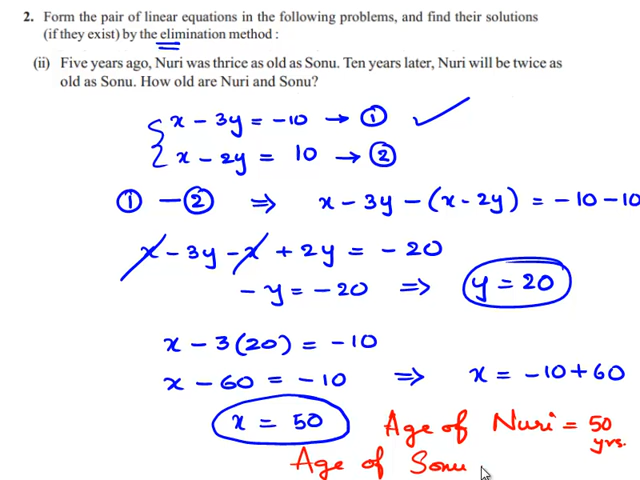 2. Form the pair of linear equations in the following problems, and find their solutions
(if they exist) by the elimination method :
(ii) Five years ago, Nuri was thrice as old as Sonu. Ten years later, Nuri will be twice as
old as Sonu. How old are Nuri and Sonu?
x - 3y = -10 → ①
x - 2y = 10 → ②
① - ② ⇒ x - 3y - (x - 2y) = -10 - 10
x - 3y - x + 2y = -20
-y = -20 ⇒ y = 20
x - 3(20) = -10
x - 60 = -10 ⇒ x = -10 + 60
x = 50 Age of Nuri = 50 yrs.
Age of Sonu